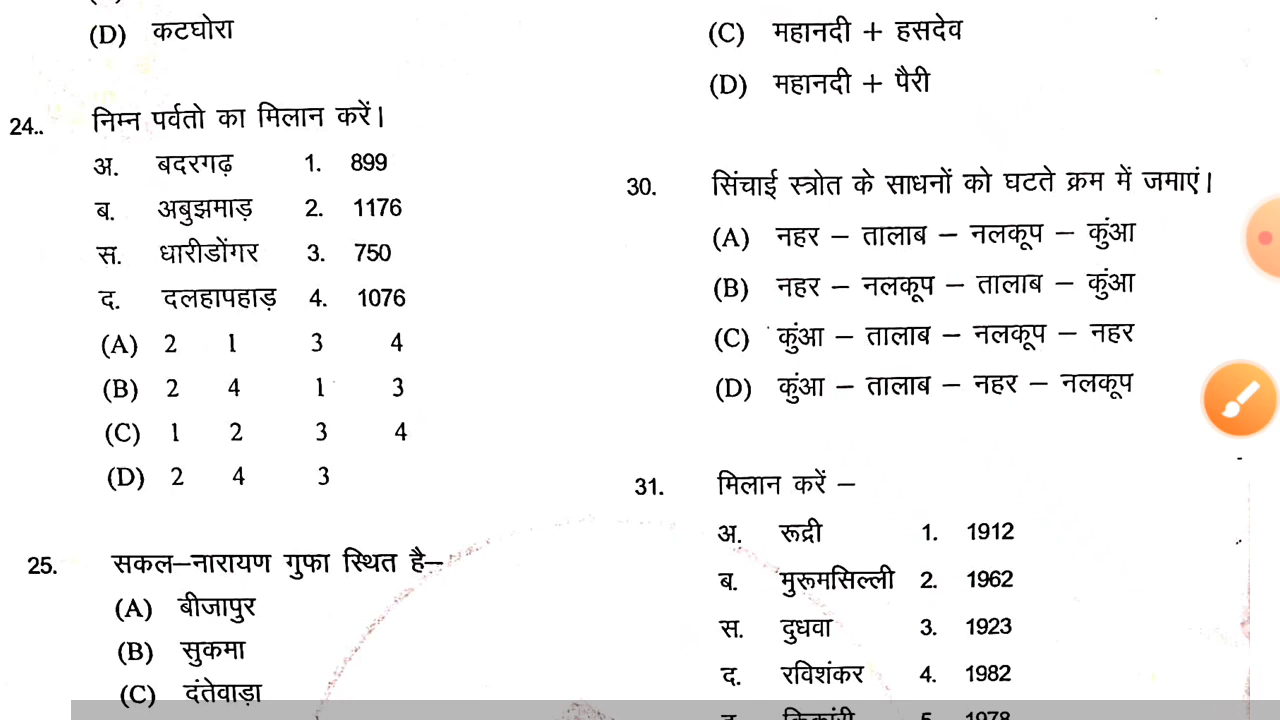 (D) कटघोरा
24.. निम्न पर्वतो का मिलान करें।
अ. बदरगढ़ 1. 899
ब. अबुझमाड़ 2. 1176
स. धारीडोंगर 3. 750
द. दलहापहाड़ 4. 1076
(A) 2 1 3 4
(B) 2 4 1 3
(C) 1 2 3 4
(D) 2 4 3
25. सकल–नारायण गुफा स्थित है–
(A) बीजापुर
(B) सुकमा
(C) दंतेवाड़ा
(C) महानदी + हसदेव
(D) महानदी + पैरी
30. सिंचाई स्त्रोत के साधनों को घटते क्रम में जमाएं।
(A) नहर – तालाब – नलकूप – कुंआ
(B) नहर – नलकूप – तालाब – कुंआ
(C) कुंआ – तालाब – नलकूप – नहर
(D) कुंआ – तालाब – नहर – नलकूप
31. मिलान करें –
अ. रूद्री 1. 1912
ब. मुरूमसिल्ली 2. 1962
स. दुधवा 3. 1923
द. रविशंकर 4. 1982
5. 1978